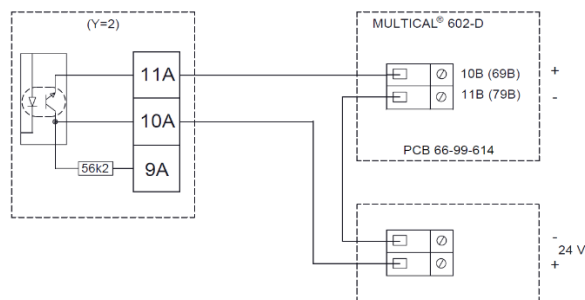 (Y=2)
11A
10A
9A
56k2
MULTICAL® 602-D
10B (69B) +
11B (79B) -
PCB 66-99-614
-
24 V
+